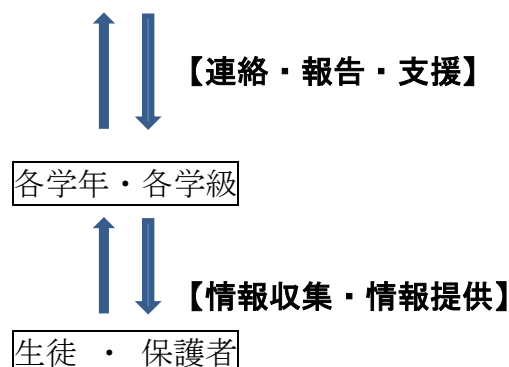 【連絡・報告・支援】
各学年・各学級
【情報収集・情報提供】
生徒 ・ 保護者